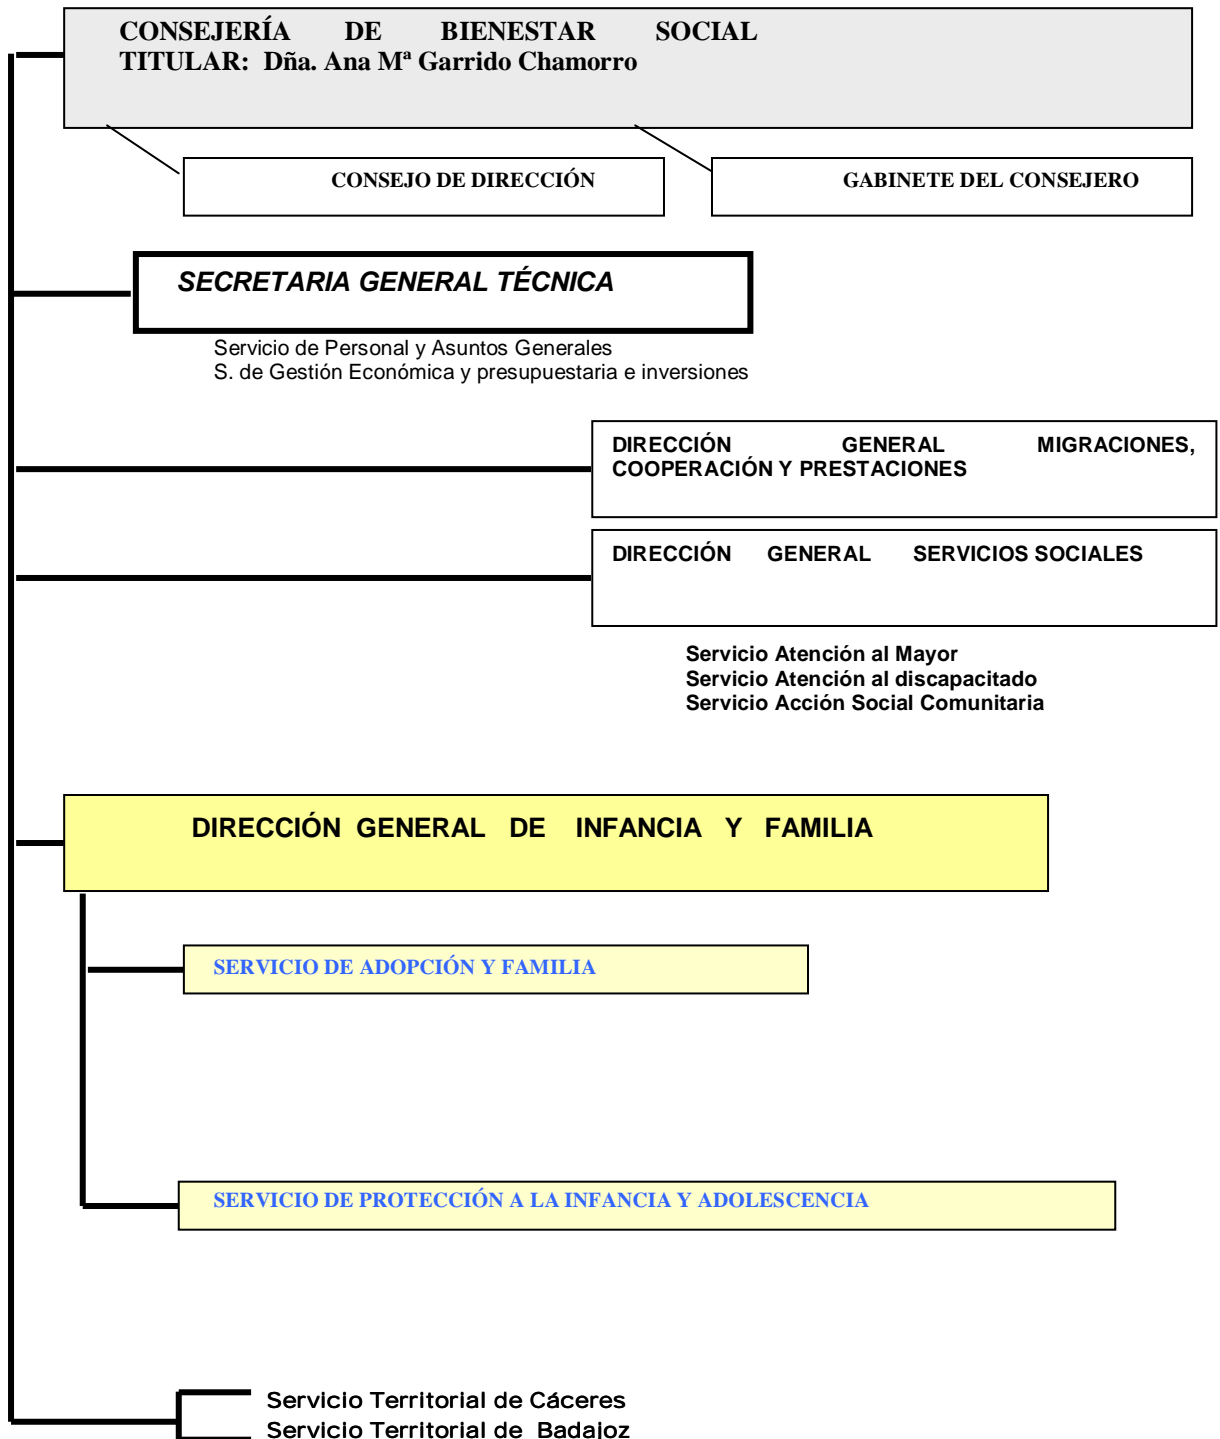 CONSEJERÍA DE BIENESTAR SOCIAL
TITULAR: Dña. Ana Mª Garrido Chamorro
CONSEJO DE DIRECCIÓN
GABINETE DEL CONSEJERO
SECRETARIA GENERAL TÉCNICA
Servicio de Personal y Asuntos Generales
S. de Gestión Económica y presupuestaria e inversiones
DIRECCIÓN GENERAL MIGRACIONES,
COOPERACIÓN Y PRESTACIONES
DIRECCIÓN GENERAL SERVICIOS SOCIALES
Servicio Atención al Mayor
Servicio Atención al discapacitado
Servicio Acción Social Comunitaria
DIRECCIÓN GENERAL DE INFANCIA Y FAMILIA
SERVICIO DE ADOPCIÓN Y FAMILIA
SERVICIO DE PROTECCIÓN A LA INFANCIA Y ADOLESCENCIA
Servicio Territorial de Cáceres
Servicio Territorial de Badajoz